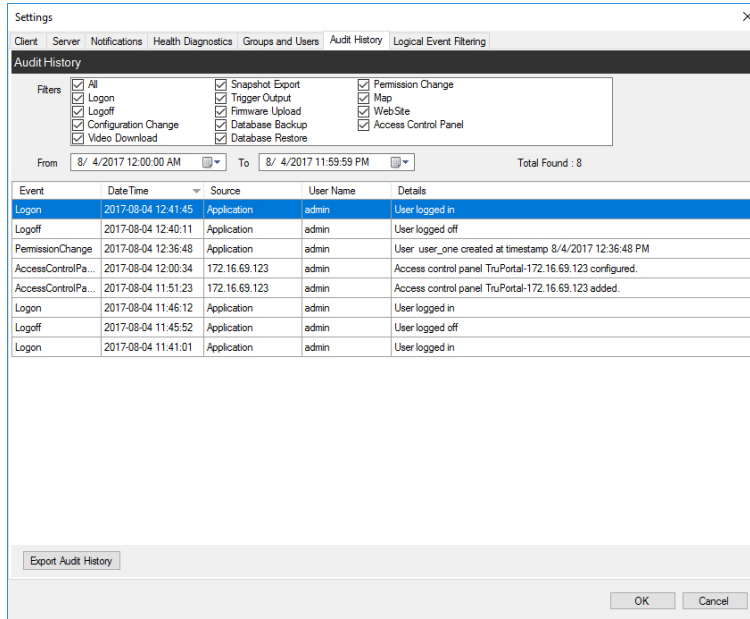 Settings
Client Server Notifications Health Diagnostics Groups and Users Audit History Logical Event Filtering
Audit History
Filters All Snapshot Export Permission Change
Logon Trigger Output Map
Logoff Firmware Upload WebSite
Configuration Change Database Backup Access Control Panel
Video Download Database Restore
From 8/ 4/2017 12:00:00 AM To 8/ 4/2017 11:59:59 PM Total Found : 8
Event DateTime Source User Name Details
Logon 2017-08-04 12:41:45 Application admin User logged in
Logoff 2017-08-04 12:40:11 Application admin User logged off
PermissionChange 2017-08-04 12:36:48 Application admin User user_one created at timestamp 8/4/2017 12:36:48 PM
AccessControlPa... 2017-08-04 12:00:34 172.16.69.123 admin Access control panel TruPortal-172.16.69.123 configured.
AccessControlPa... 2017-08-04 11:51:23 172.16.69.123 admin Access control panel TruPortal-172.16.69.123 added.
Logon 2017-08-04 11:46:12 Application admin User logged in
Logoff 2017-08-04 11:45:52 Application admin User logged off
Logon 2017-08-04 11:41:01 Application admin User logged in
Export Audit History
OK Cancel